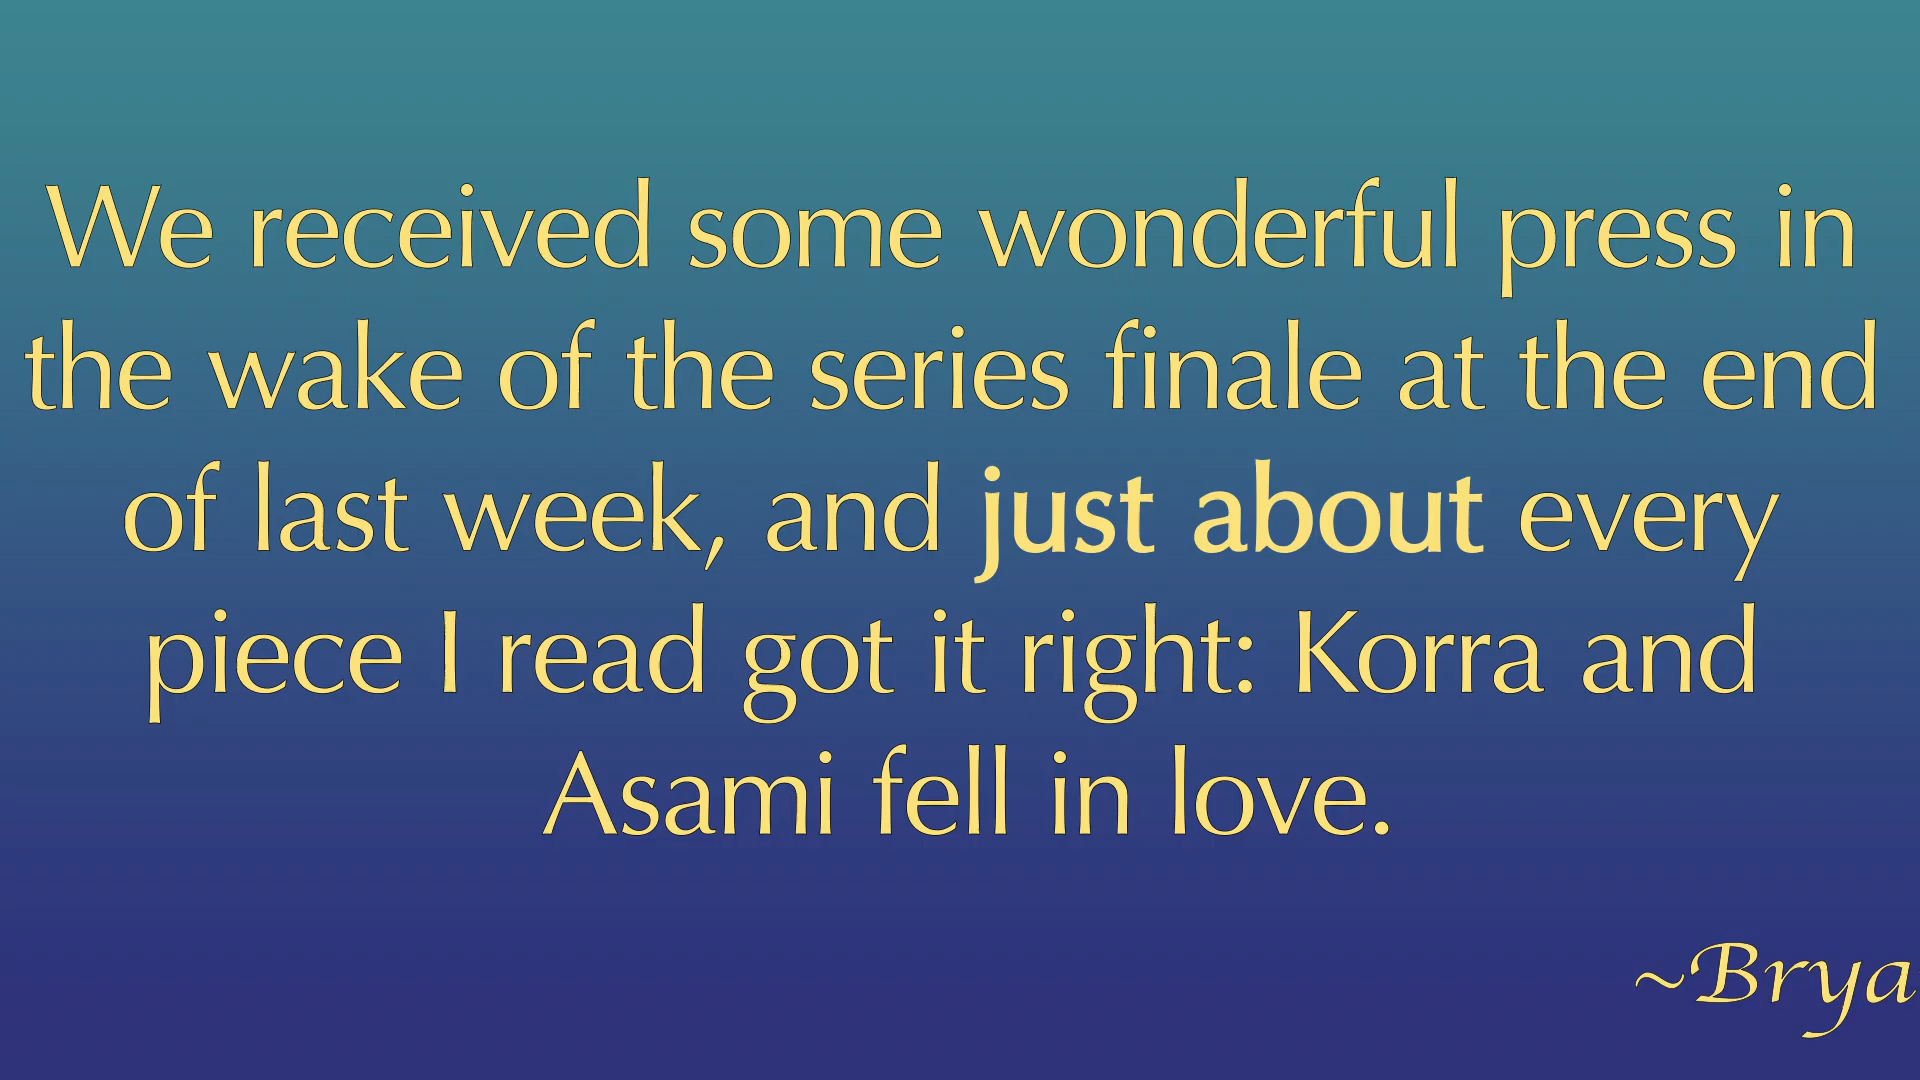 We received some wonderful press in
the wake of the series finale at the end
of last week, and just about every
piece I read got it right: Korra and
Asami fell in love.
~Brya